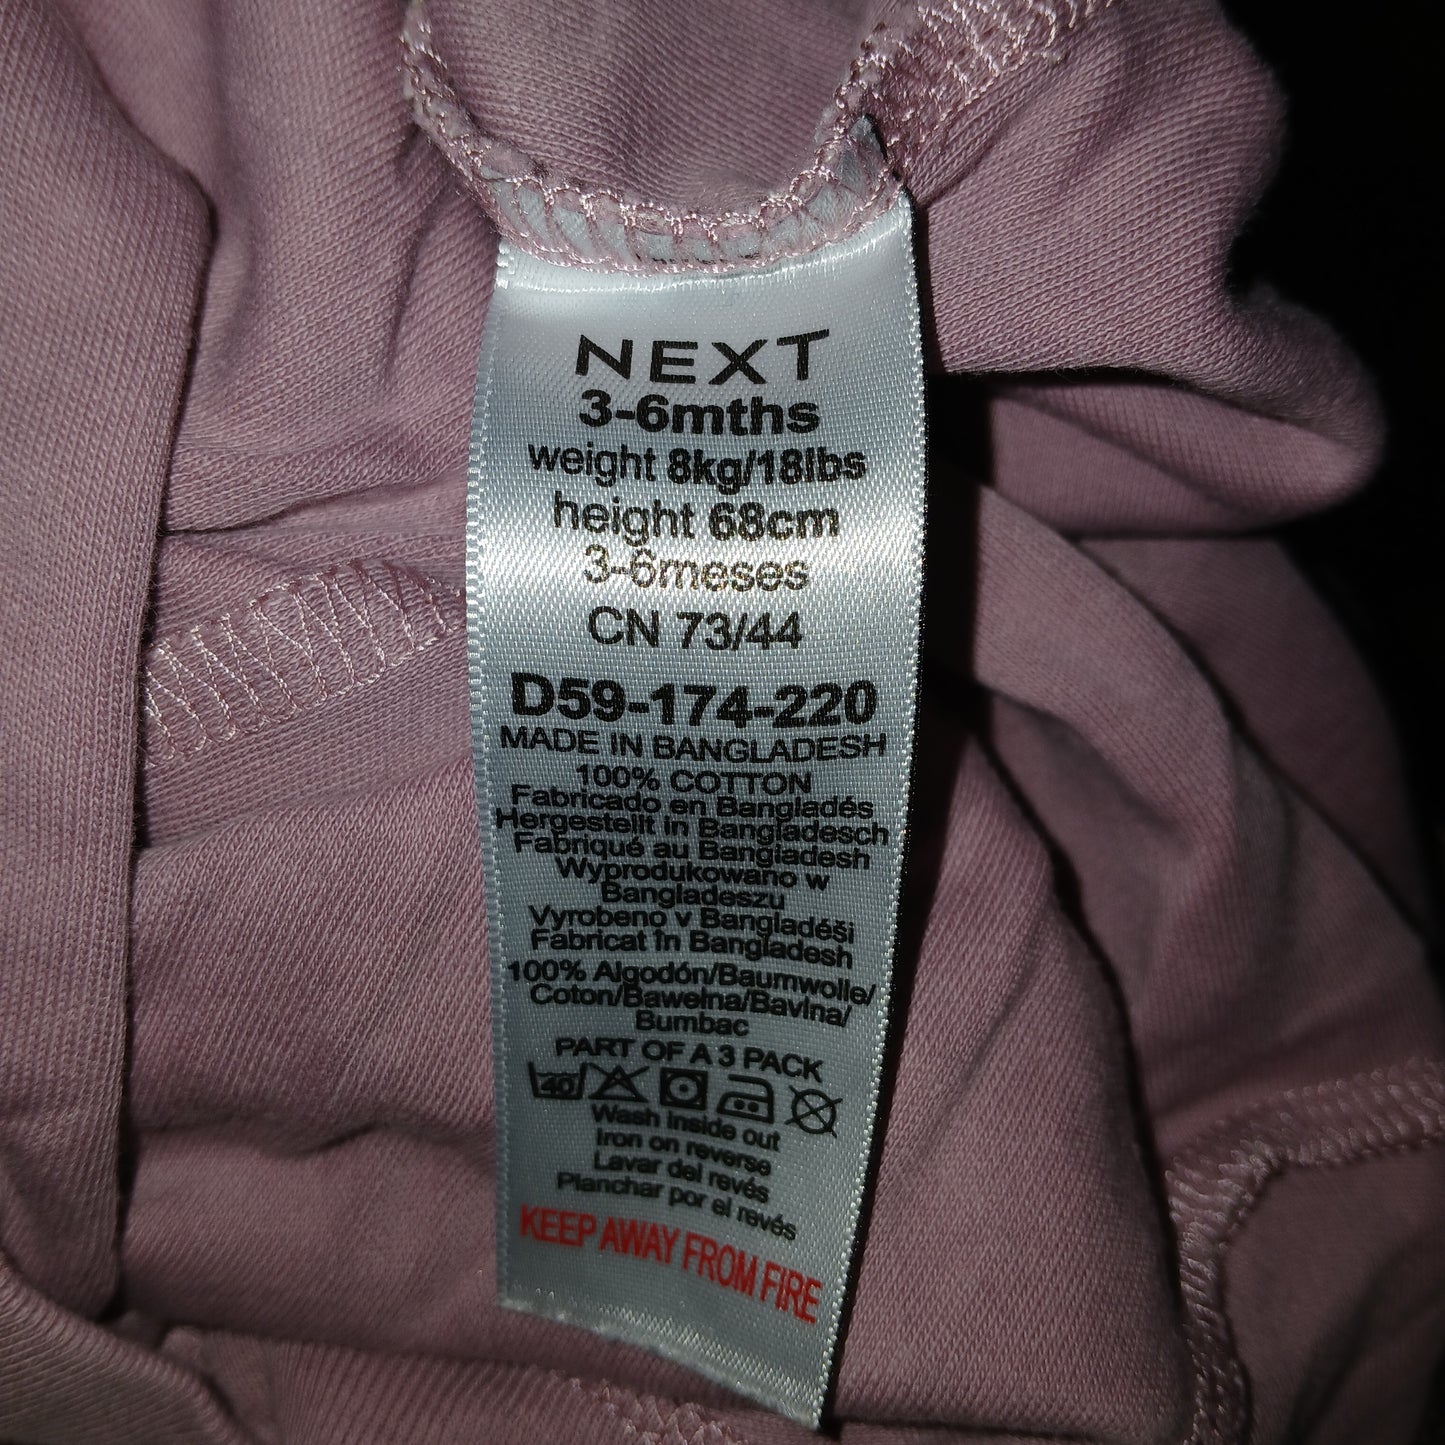 NEXT
3-6mths
weight 8kg/18lbs
height 68cm
3-6meses
CN 73/44
D59-174-220
MADE IN BANGLADESH
100% COTTON
Fabricado en Bangladés
Hergestellt in Bangladesch
Fabriqué au Bangladesh
Wyprodukowano w
Bangladeszu
Vyrobeno v Bangladéši
Fabricat în Bangladesh
100% Algodón/Baumwolle/
Coton/Bawełna/Bavlna/
Bumbac
PART OF A 3 PACK
40
Wash inside out
Iron on reverse
Lavar del revés
Planchar por el revés
KEEP AWAY FROM FIRE